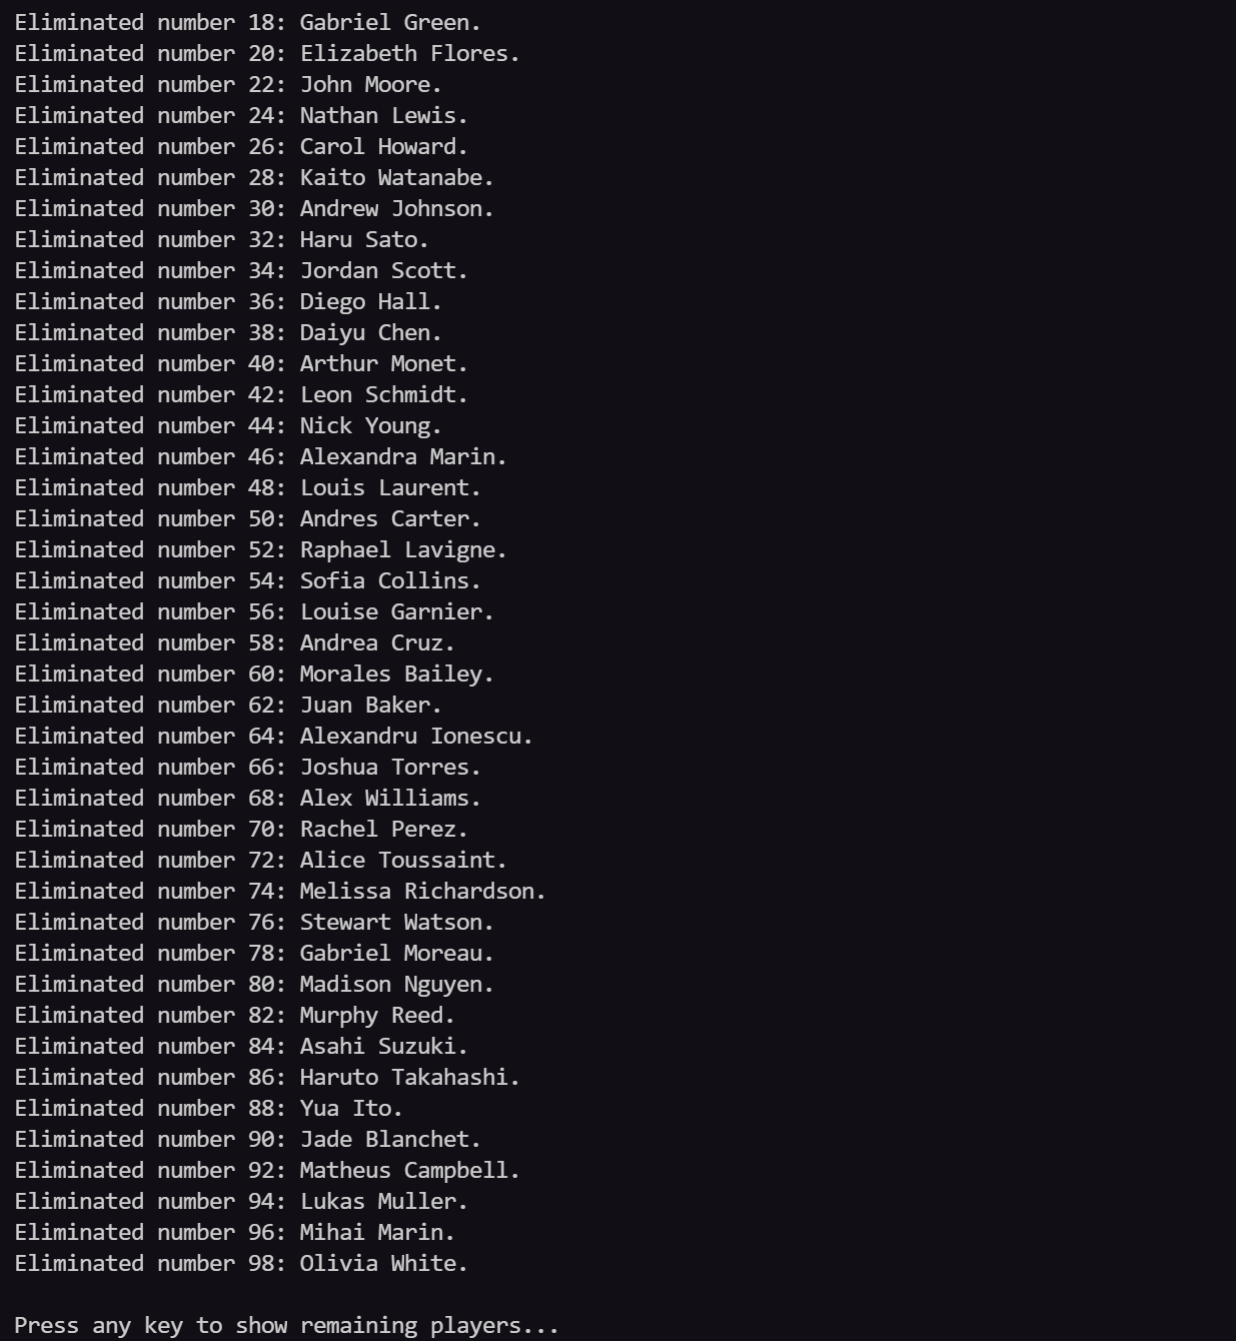 Eliminated number 18: Gabriel Green.
Eliminated number 20: Elizabeth Flores.
Eliminated number 22: John Moore.
Eliminated number 24: Nathan Lewis.
Eliminated number 26: Carol Howard.
Eliminated number 28: Kaito Watanabe.
Eliminated number 30: Andrew Johnson.
Eliminated number 32: Haru Sato.
Eliminated number 34: Jordan Scott.
Eliminated number 36: Diego Hall.
Eliminated number 38: Daiyu Chen.
Eliminated number 40: Arthur Monet.
Eliminated number 42: Leon Schmidt.
Eliminated number 44: Nick Young.
Eliminated number 46: Alexandra Marin.
Eliminated number 48: Louis Laurent.
Eliminated number 50: Andres Carter.
Eliminated number 52: Raphael Lavigne.
Eliminated number 54: Sofia Collins.
Eliminated number 56: Louise Garnier.
Eliminated number 58: Andrea Cruz.
Eliminated number 60: Morales Bailey.
Eliminated number 62: Juan Baker.
Eliminated number 64: Alexandru Ionescu.
Eliminated number 66: Joshua Torres.
Eliminated number 68: Alex Williams.
Eliminated number 70: Rachel Perez.
Eliminated number 72: Alice Toussaint.
Eliminated number 74: Melissa Richardson.
Eliminated number 76: Stewart Watson.
Eliminated number 78: Gabriel Moreau.
Eliminated number 80: Madison Nguyen.
Eliminated number 82: Murphy Reed.
Eliminated number 84: Asahi Suzuki.
Eliminated number 86: Haruto Takahashi.
Eliminated number 88: Yua Ito.
Eliminated number 90: Jade Blanchet.
Eliminated number 92: Matheus Campbell.
Eliminated number 94: Lukas Muller.
Eliminated number 96: Mihai Marin.
Eliminated number 98: Olivia White.
Press any key to show remaining players...